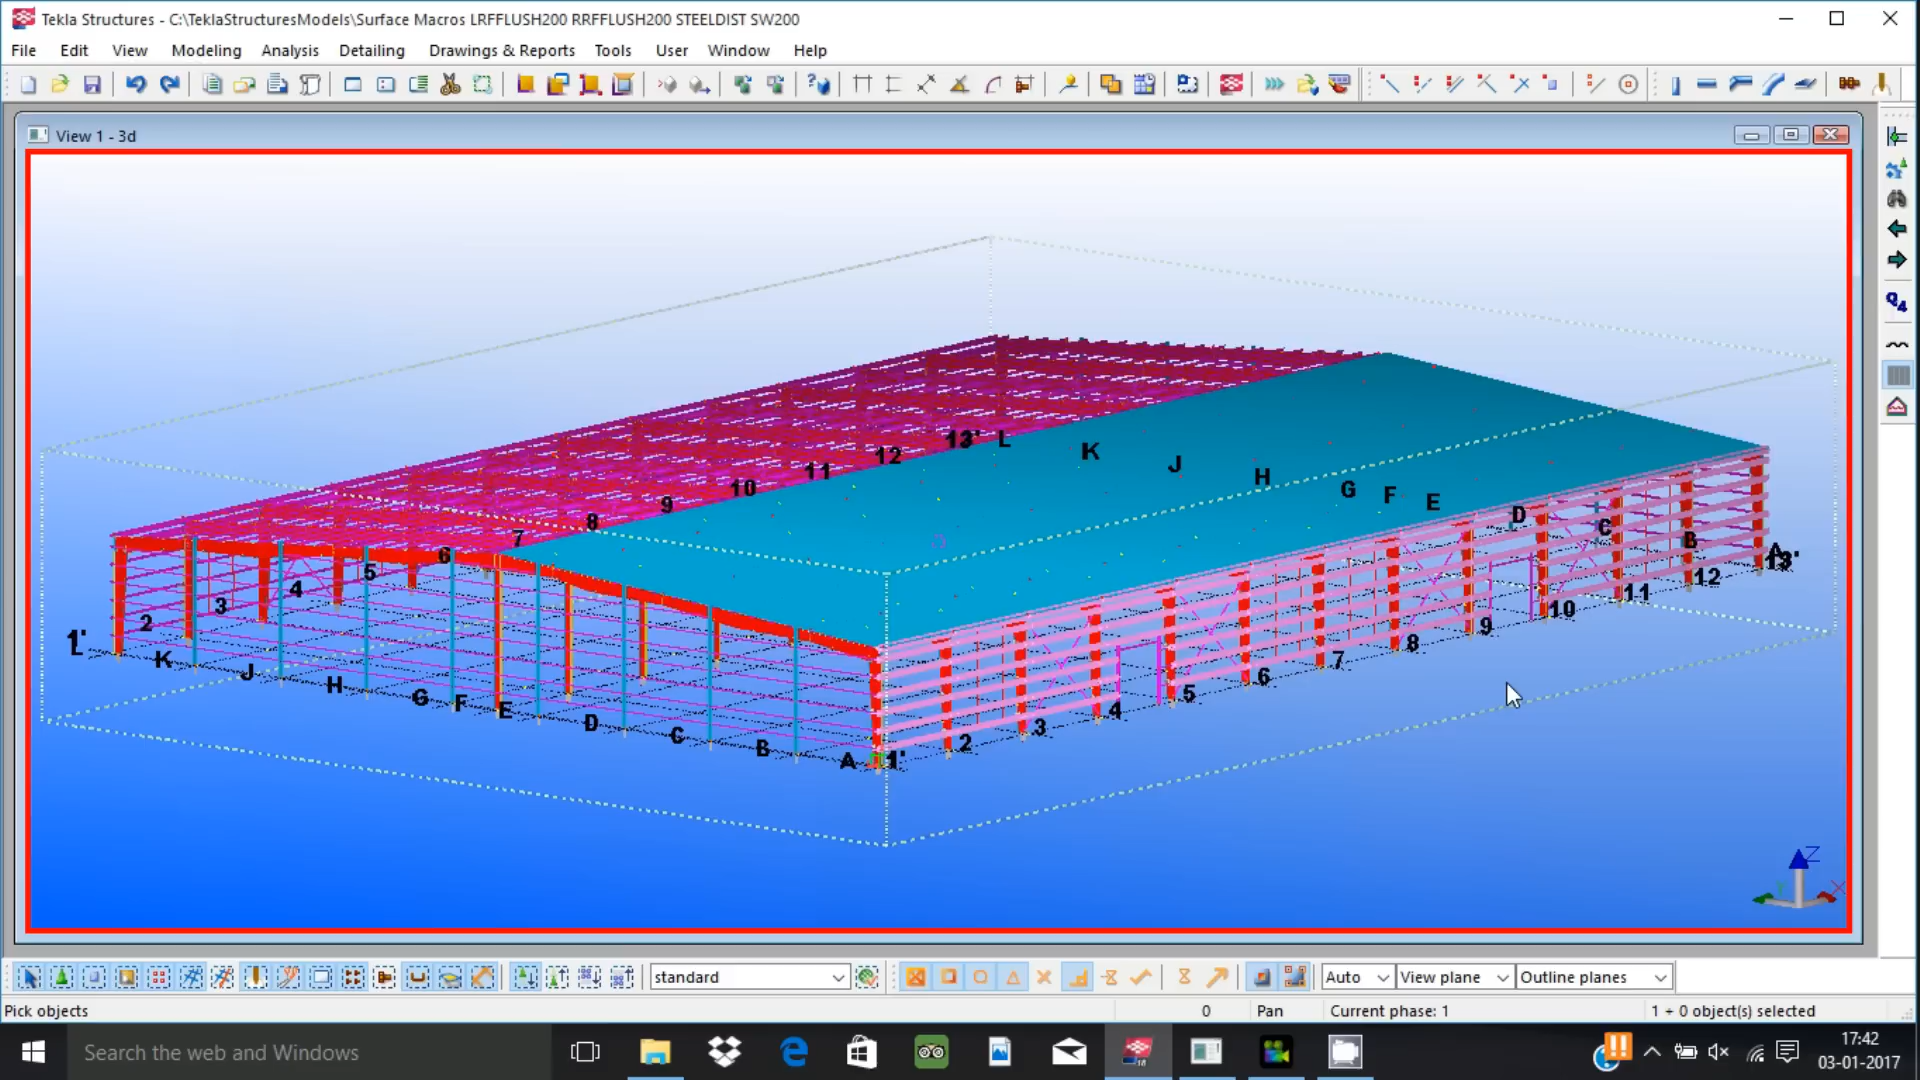 Tekla Structures - C:\TeklaStructuresModels\Surface Macros LRFFLUSH200 RRFFLUSH200 STEELDIST SW200
File Edit View Modeling Analysis Detailing Drawings & Reports Tools User Window Help
View 1 - 3d
13' L K J H G F E D C B A 13'
12
11
10
9
8
7
6
5
4
3
2
1'
L K J H G F E D C B A 1'
2
3
4
5
6
7
8
9
10
11
12
Z
X
standard Auto View plane Outline planes
Pick objects 0 Pan Current phase: 1 1 + 0 object(s) selected
Search the web and Windows
17:42
03-01-2017